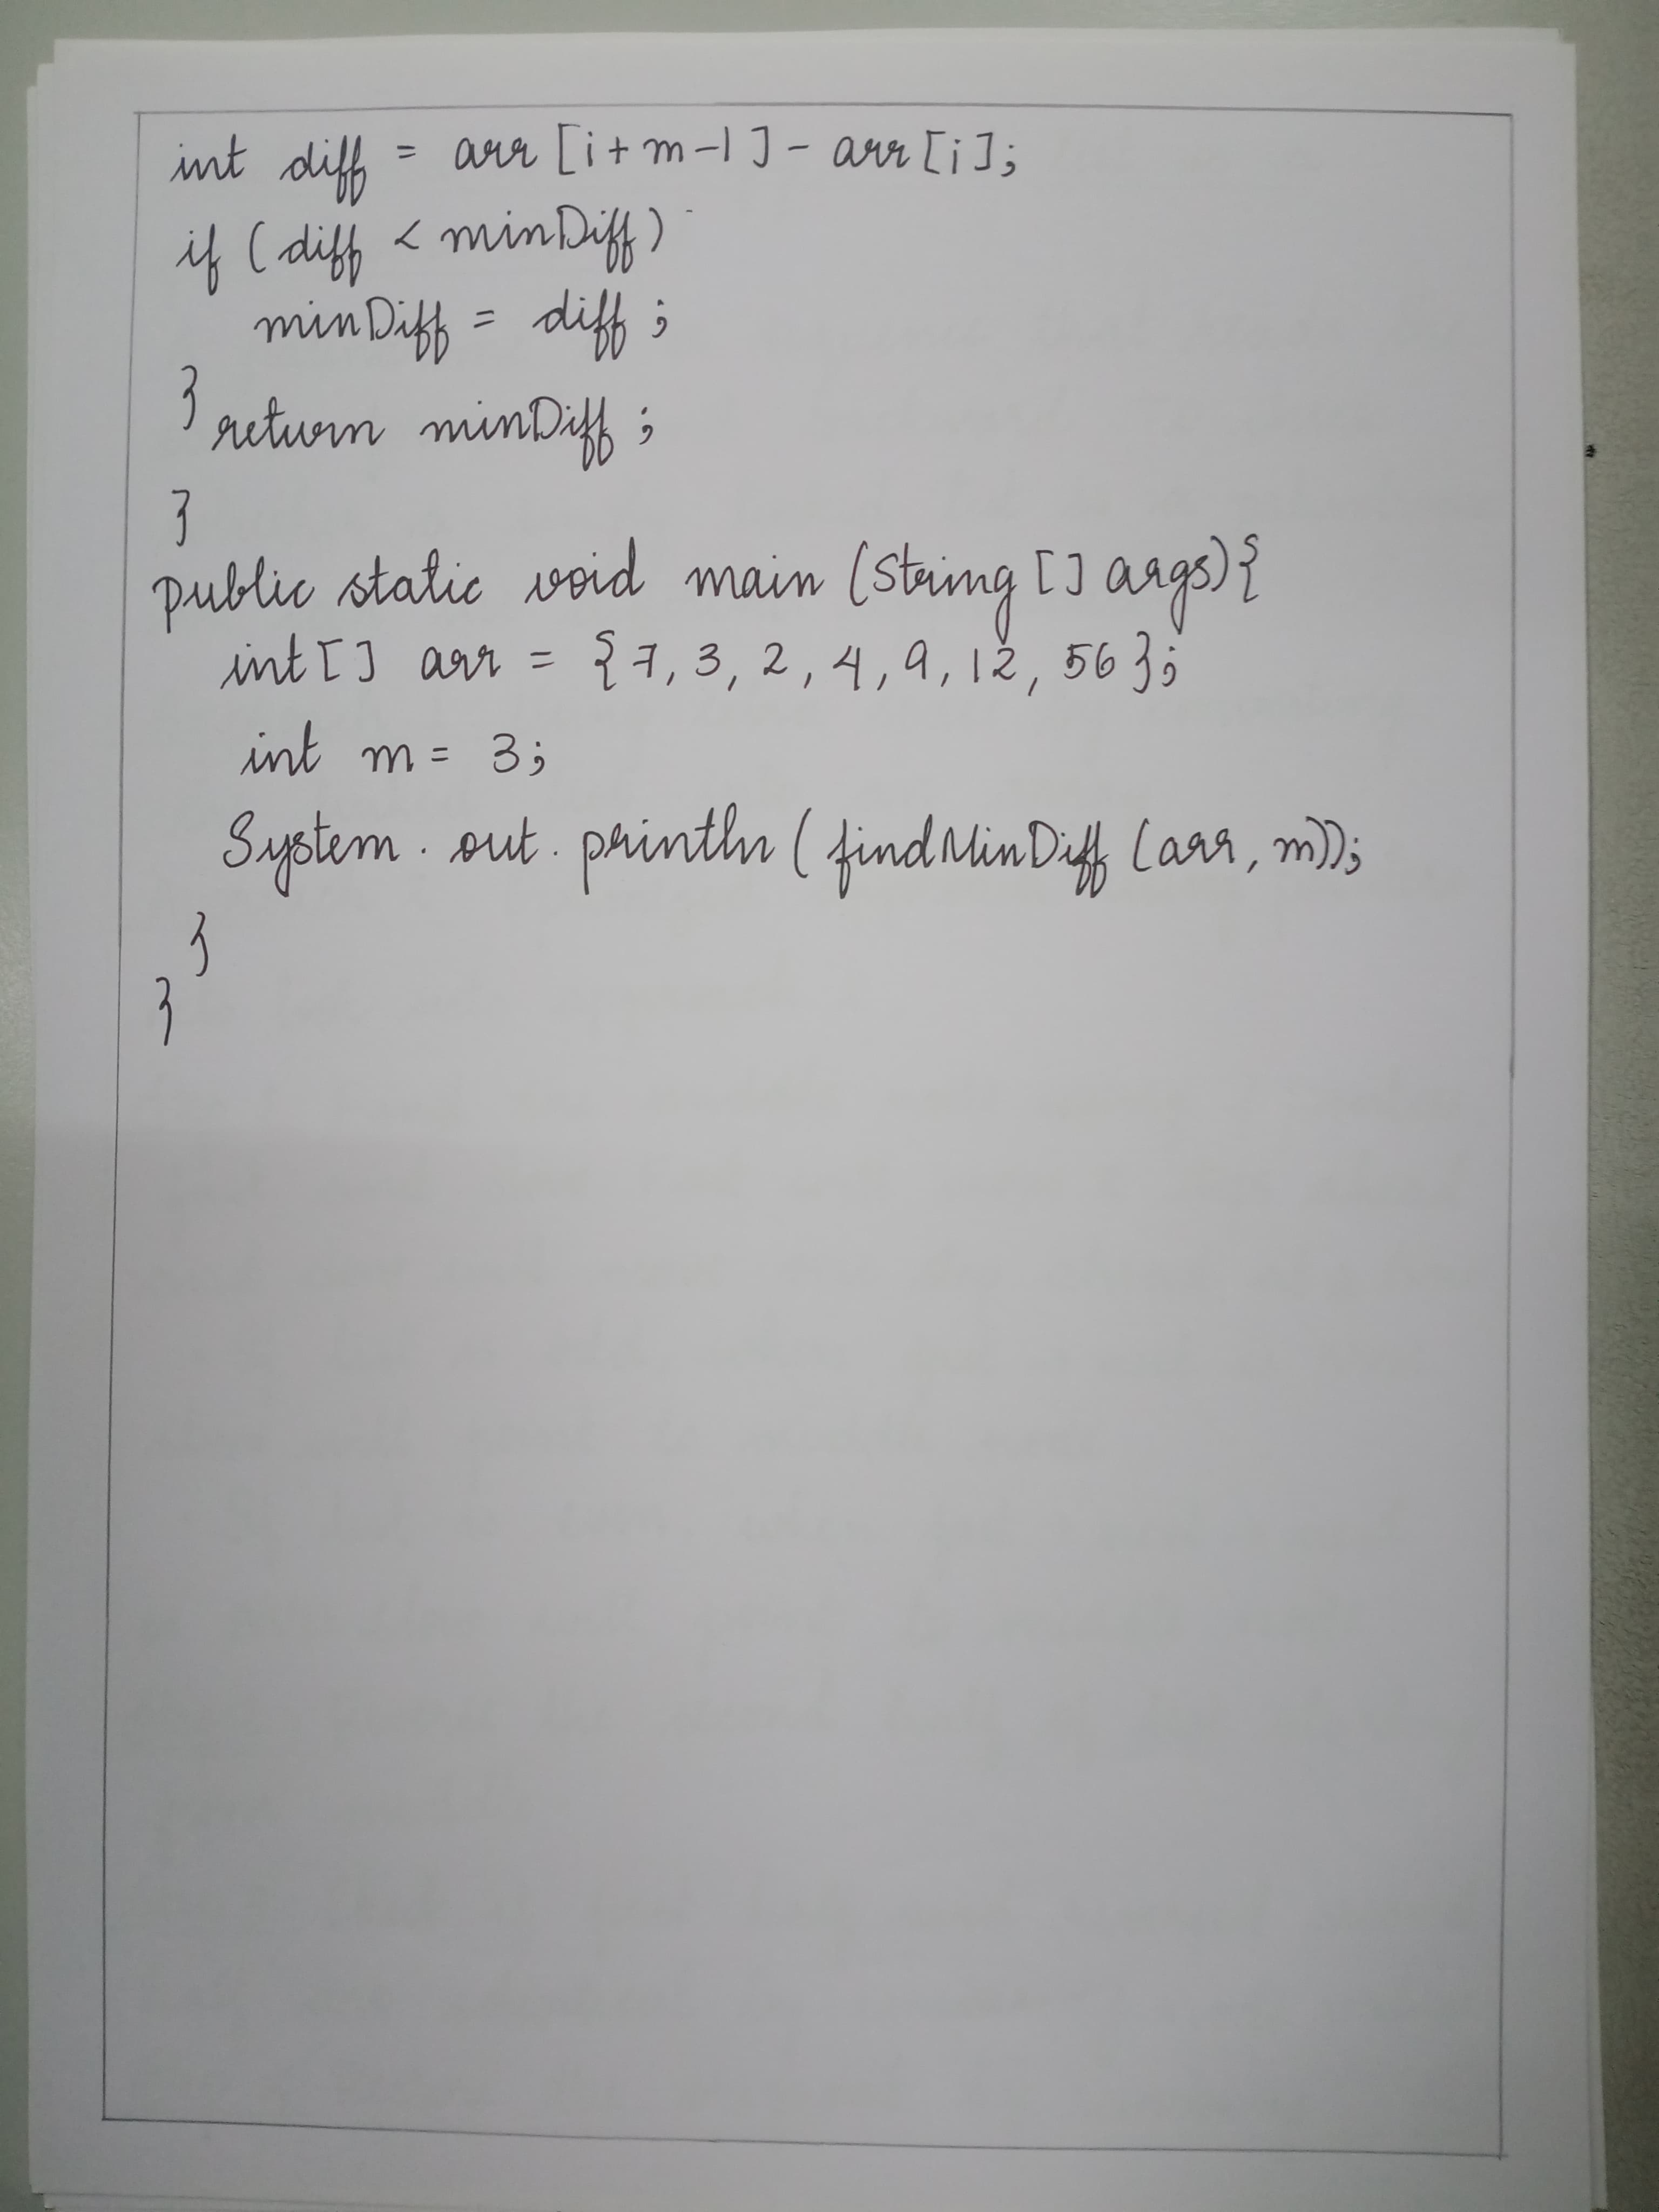 int diff = arr [i+m-1] - arr [i];
if (diff < minDiff)
minDiff = diff ;
} return minDiff ;
}
public static void main (String [] args){
int [] arr = {7, 3, 2, 4, 9, 12, 56 };
int m = 3;
System . out . println ( findMinDiff (arr, m));
}
}